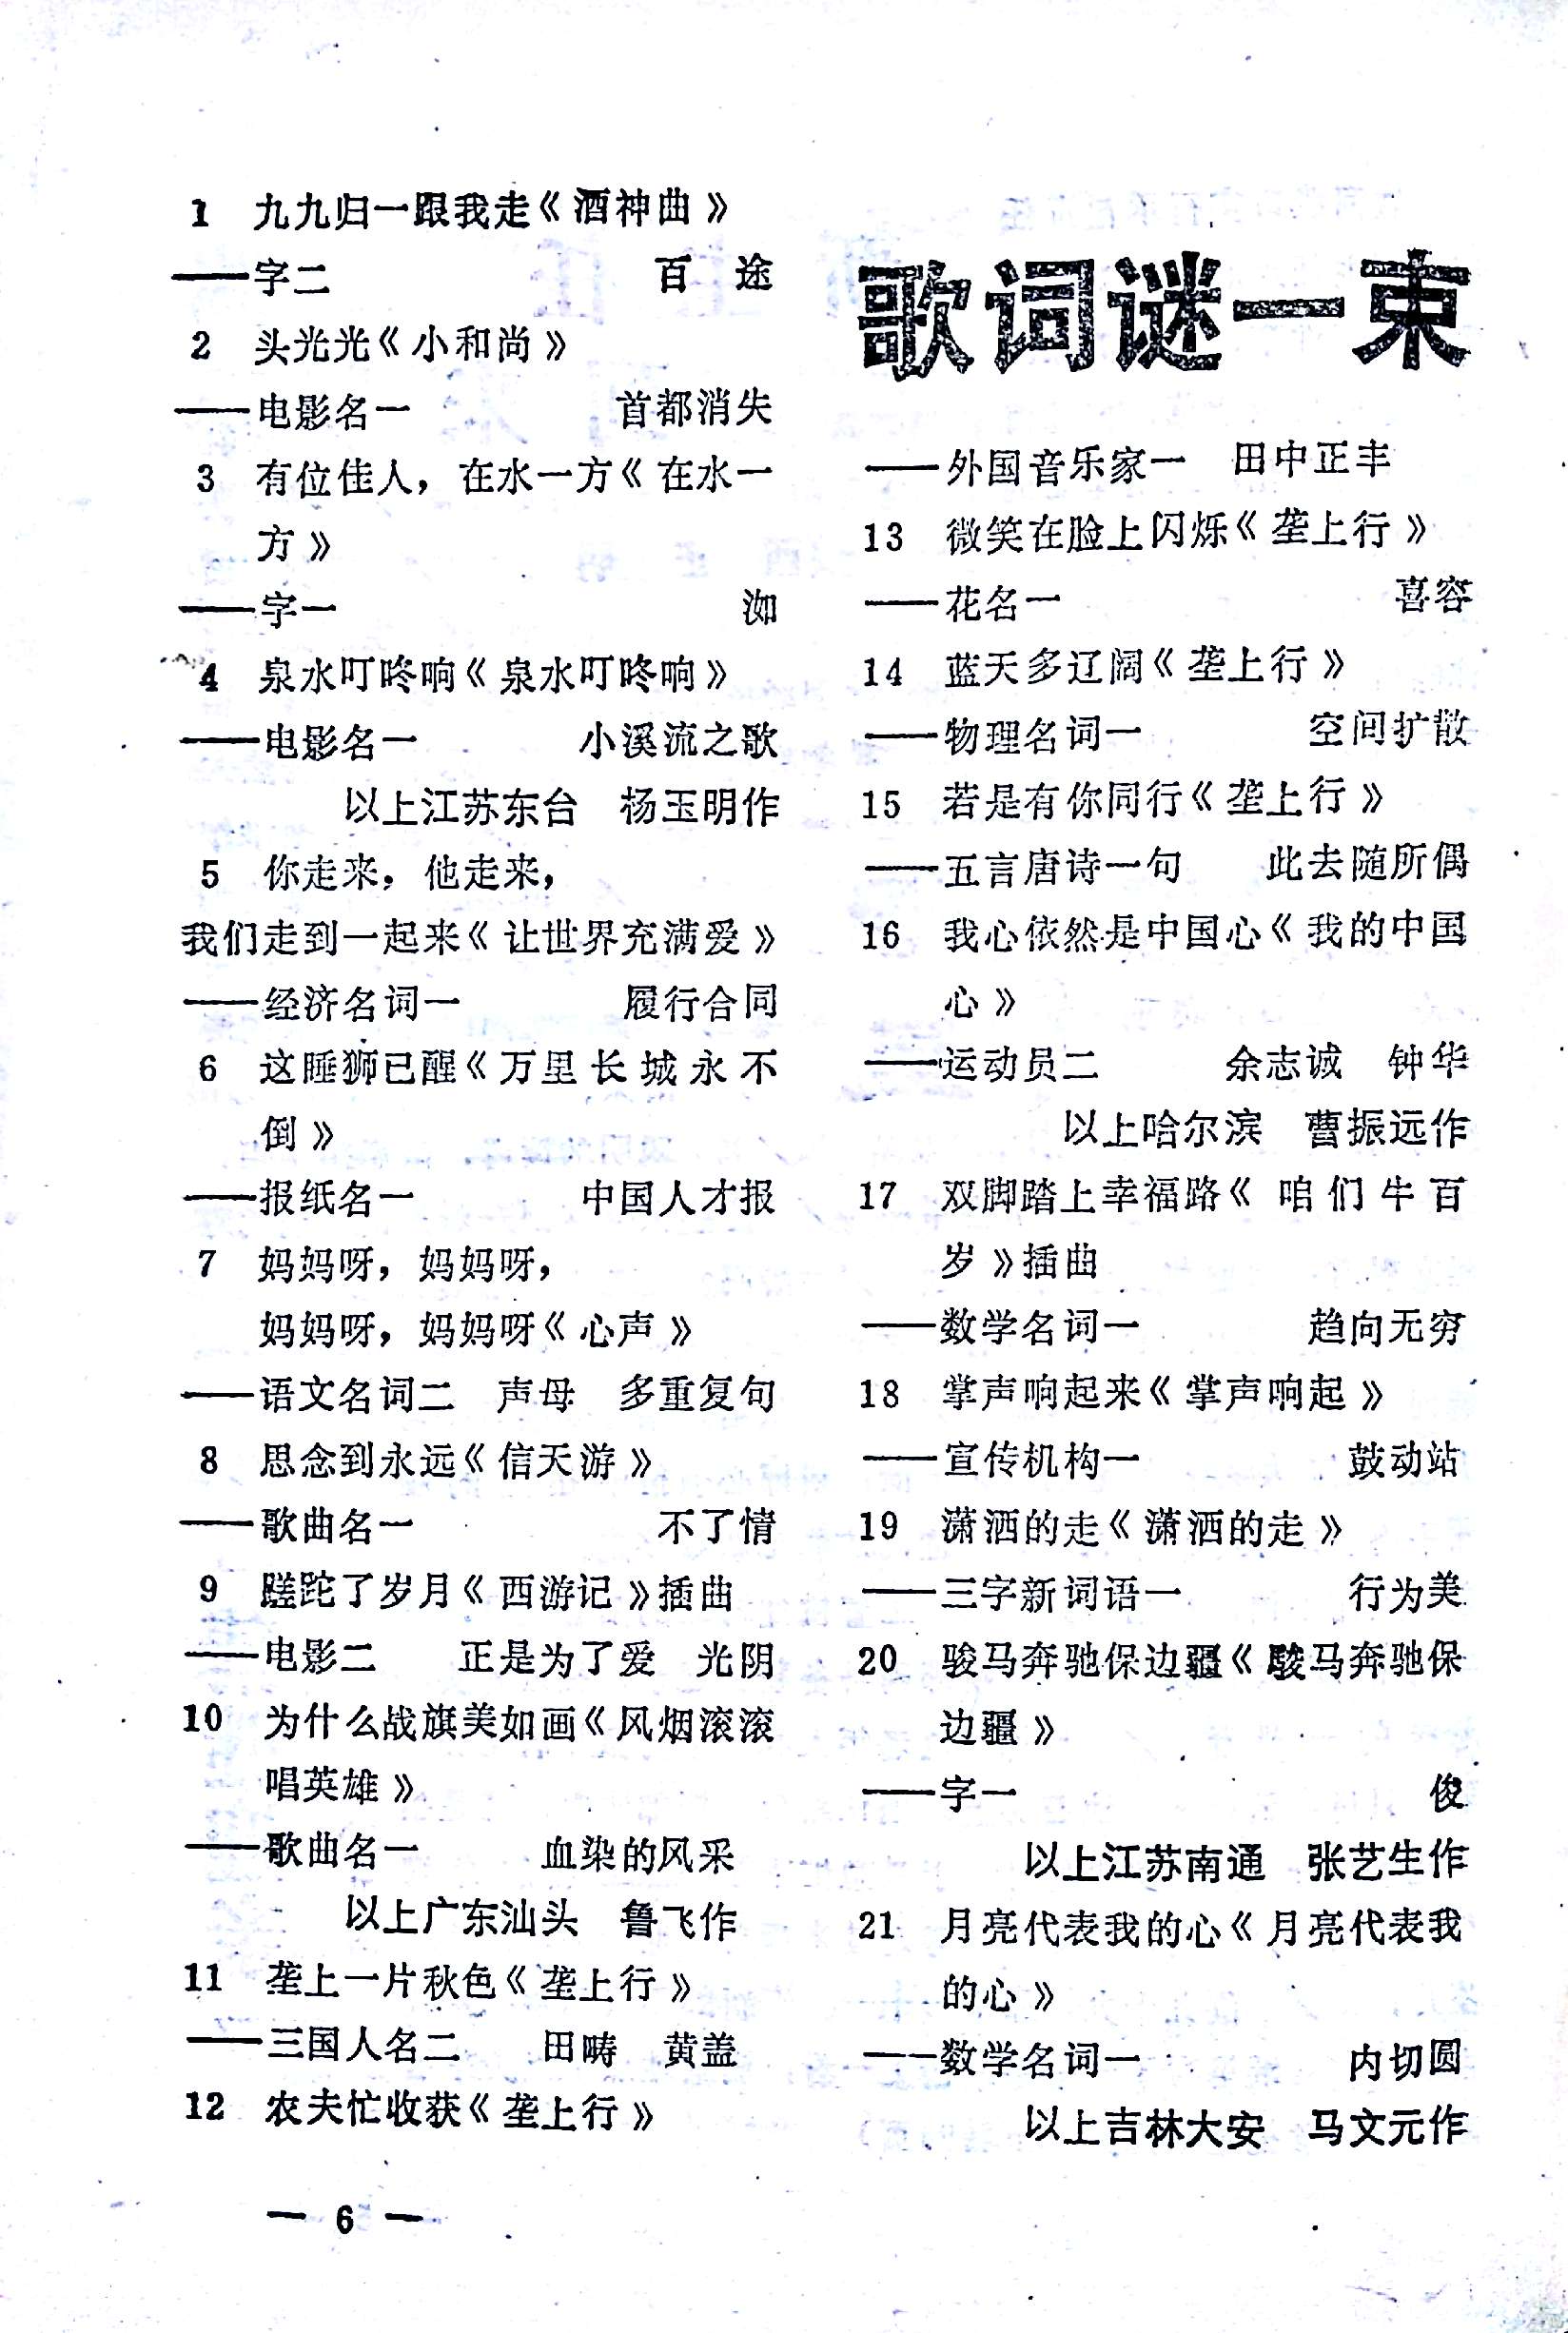 歌词谜一束
1 九九归一跟我走《酒神曲》
——字二 百 途
2 头光光《小和尚》
——电影名一 首都消失
3 有位佳人，在水一方《在水一
方》
——字一 洳
4 泉水叮咚响《泉水叮咚响》
——电影名一 小溪流之歌
以上江苏东台 杨玉明作
5 你走来，他走来，
我们走到一起来《让世界充满爱》
——经济名词一 履行合同
6 这睡狮已醒《万里长城永不
倒》
——报纸名一 中国人才报
7 妈妈呀，妈妈呀，
妈妈呀，妈妈呀《心声》
——语文名词二 声母 多重复句
8 思念到永远《信天游》
——歌曲名一 不了情
9 蹉跎了岁月《西游记》插曲
——电影二 正是为了爱 光阴
10 为什么战旗美如画《风烟滚滚
唱英雄》
——歌曲名一 血染的风采
以上广东汕头 鲁飞作
11 垄上一片秋色《垄上行》
——三国人名二 田畴 黄盖
12 农夫忙收获《垄上行》
——外国音乐家一 田中正丰
13 微笑在脸上闪烁《垄上行》
——花名一 喜容
14 蓝天多辽阔《垄上行》
——物理名词一 空间扩散
15 若是有你同行《垄上行》
——五言唐诗一句 此去随所偶
16 我心依然是中国心《我的中国
心》
——运动员二 余志诚 钟华
以上哈尔滨 曹振远作
17 双脚踏上幸福路《咱们牛百
岁》插曲
——数学名词一 趋向无穷
18 掌声响起来《掌声响起》
——宣传机构一 鼓动站
19 潇洒的走《潇洒的走》
——三字新词语一 行为美
20 骏马奔驰保边疆《骏马奔驰保
边疆》
——字一 俊
以上江苏南通 张艺生作
21 月亮代表我的心《月亮代表我
的心》
——数学名词一 内切圆
以上吉林大安 马文元作
— 6 —